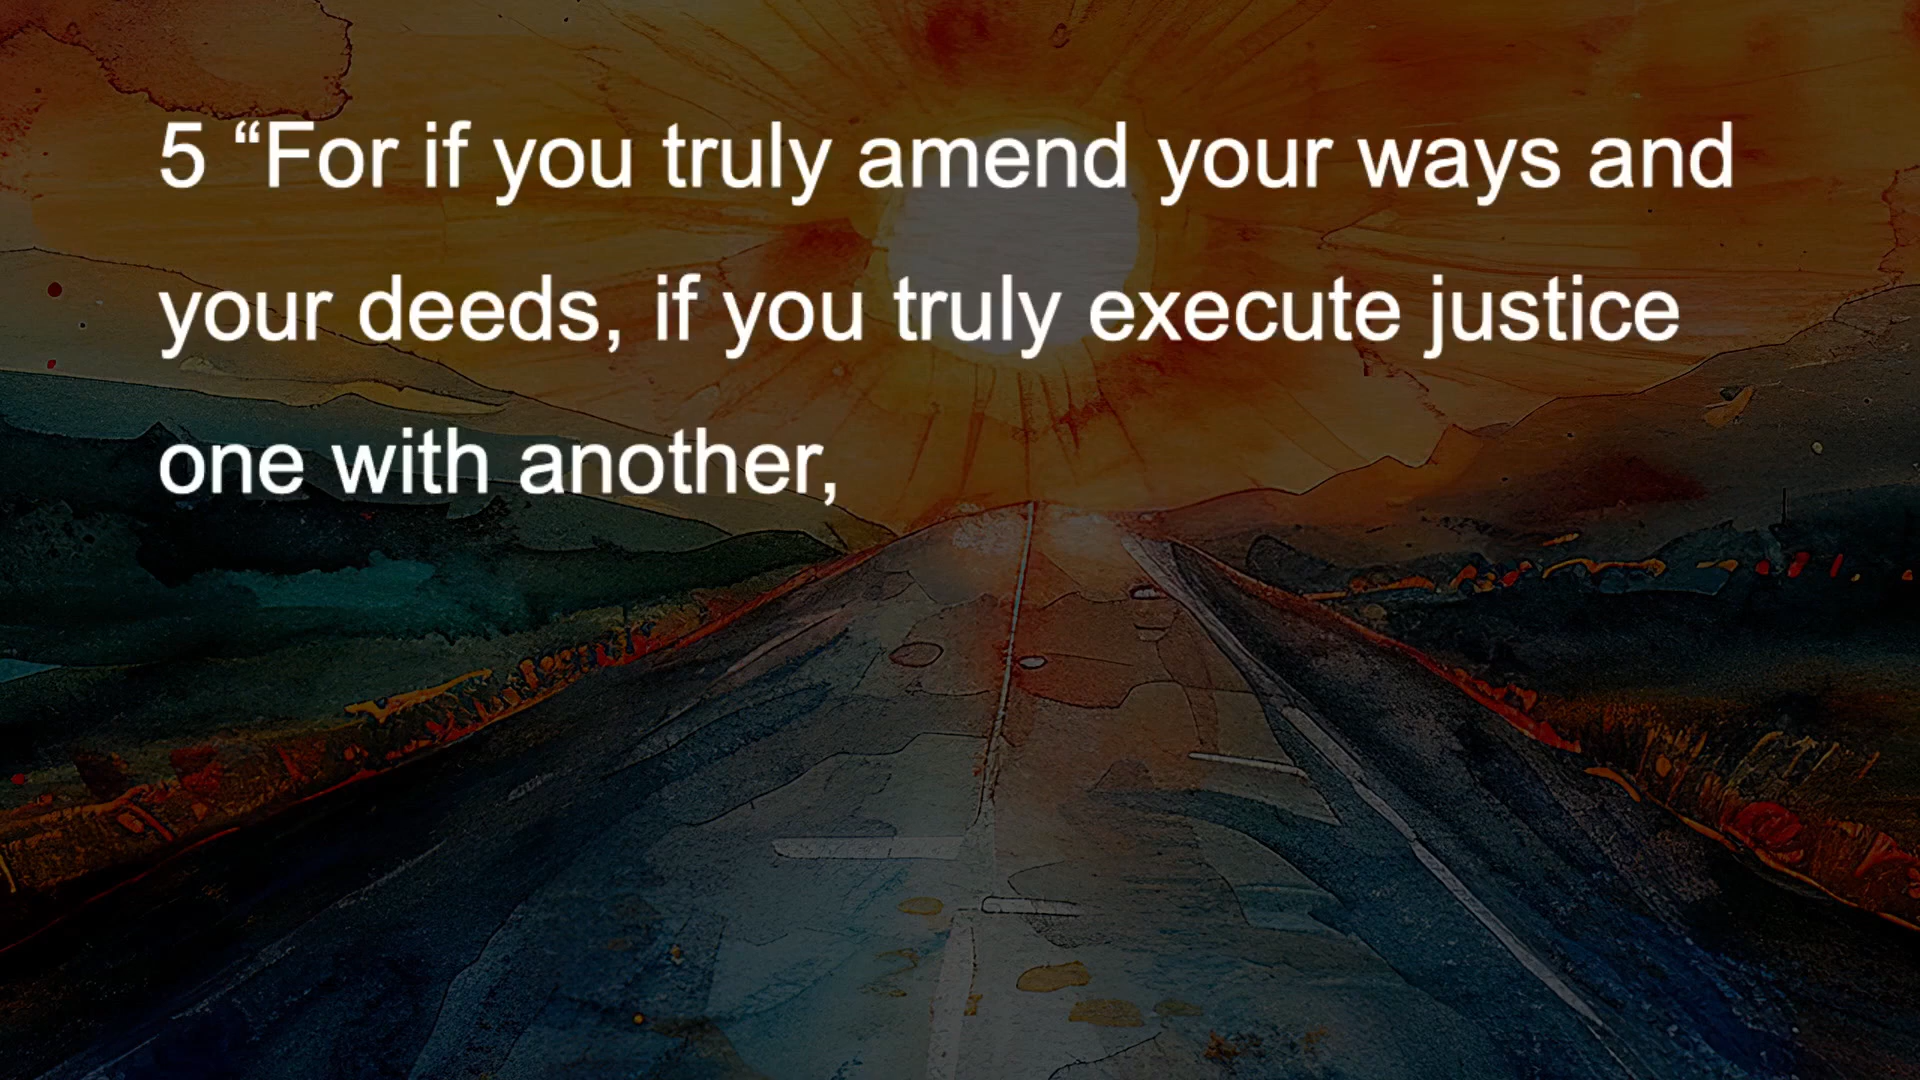 5 “For if you truly amend your ways and
your deeds, if you truly execute justice
one with another,